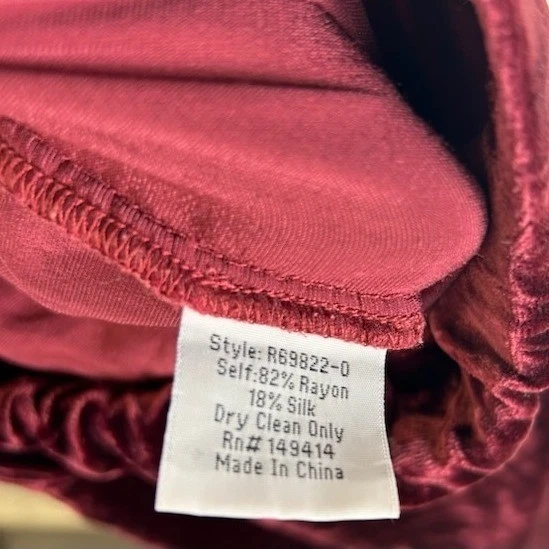 Style: R69822-0
Self:82% Rayon
18% Silk
Dry Clean Only
Rn# 149414
Made In China